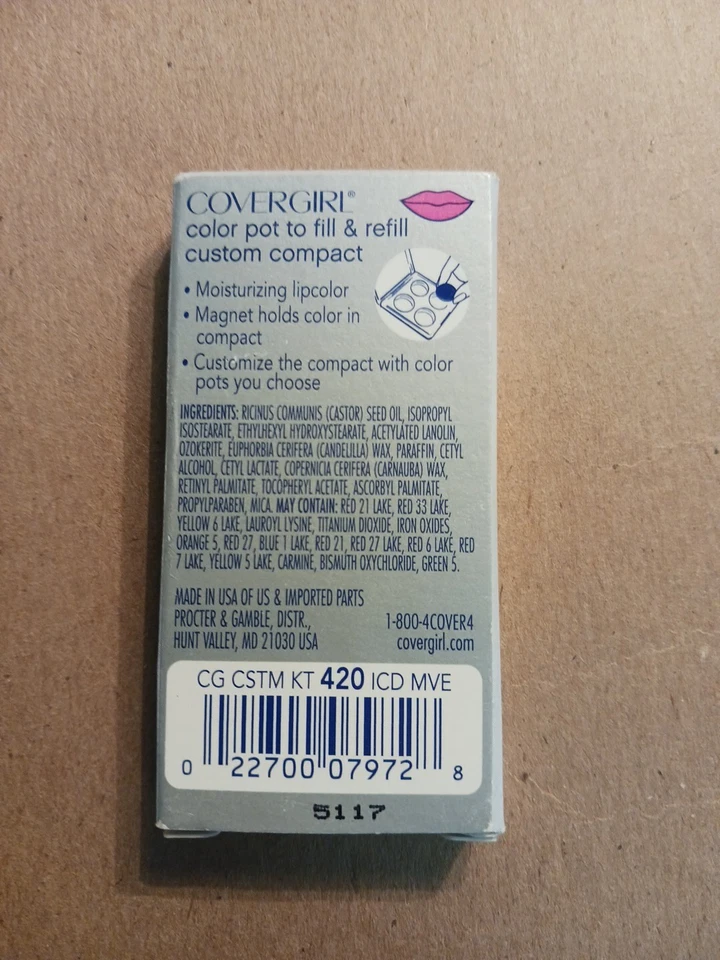 COVERGIRL®
color pot to fill & refill
custom compact
• Moisturizing lipcolor
• Magnet holds color in
compact
• Customize the compact with color
pots you choose
INGREDIENTS: RICINUS COMMUNIS (CASTOR) SEED OIL, ISOPROPYL
ISOSTEARATE, ETHYLHEXYL HYDROXYSTEARATE, ACETYLATED LANOLIN,
OZOKERITE, EUPHORBIA CERIFERA (CANDELILLA) WAX, PARAFFIN, CETYL
ALCOHOL, CETYL LACTATE, COPERNICIA CERIFERA (CARNAUBA) WAX,
RETINYL PALMITATE, TOCOPHERYL ACETATE, ASCORBYL PALMITATE,
PROPYLPARABEN, MICA. MAY CONTAIN: RED 21 LAKE, RED 33 LAKE,
YELLOW 6 LAKE, LAUROYL LYSINE, TITANIUM DIOXIDE, IRON OXIDES,
ORANGE 5, RED 27, BLUE 1 LAKE, RED 21, RED 27 LAKE, RED 6 LAKE, RED
7 LAKE, YELLOW 5 LAKE, CARMINE, BISMUTH OXYCHLORIDE, GREEN 5.
MADE IN USA OF US & IMPORTED PARTS
PROCTER & GAMBLE, DISTR., 1-800-4COVER4
HUNT VALLEY, MD 21030 USA covergirl.com
CG CSTM KT 420 ICD MVE
0 22700 07972 8
5117